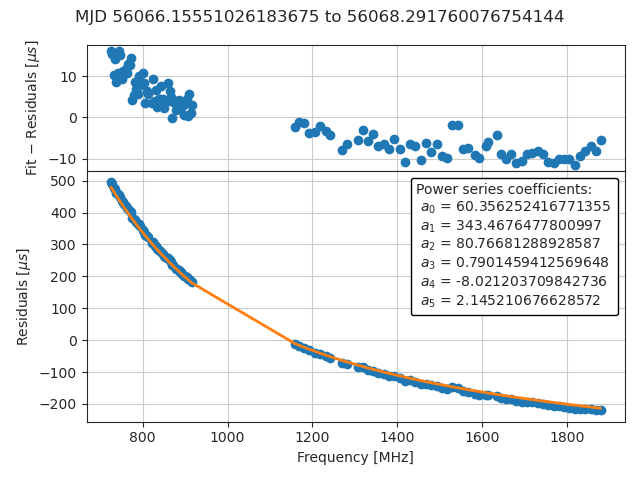 MJD 56066.15551026183675 to 56068.291760076754144
Fit − Residuals [μs]
10
0
−10
Residuals [μs]
500
400
300
200
100
0
−100
−200
Power series coefficients:
a0 = 60.356252416771355
a1 = 343.4676477800997
a2 = 80.76681288928587
a3 = 0.7901459412569648
a4 = -8.021203709842736
a5 = 2.145210676628572
800 1000 1200 1400 1600 1800
Frequency [MHz]